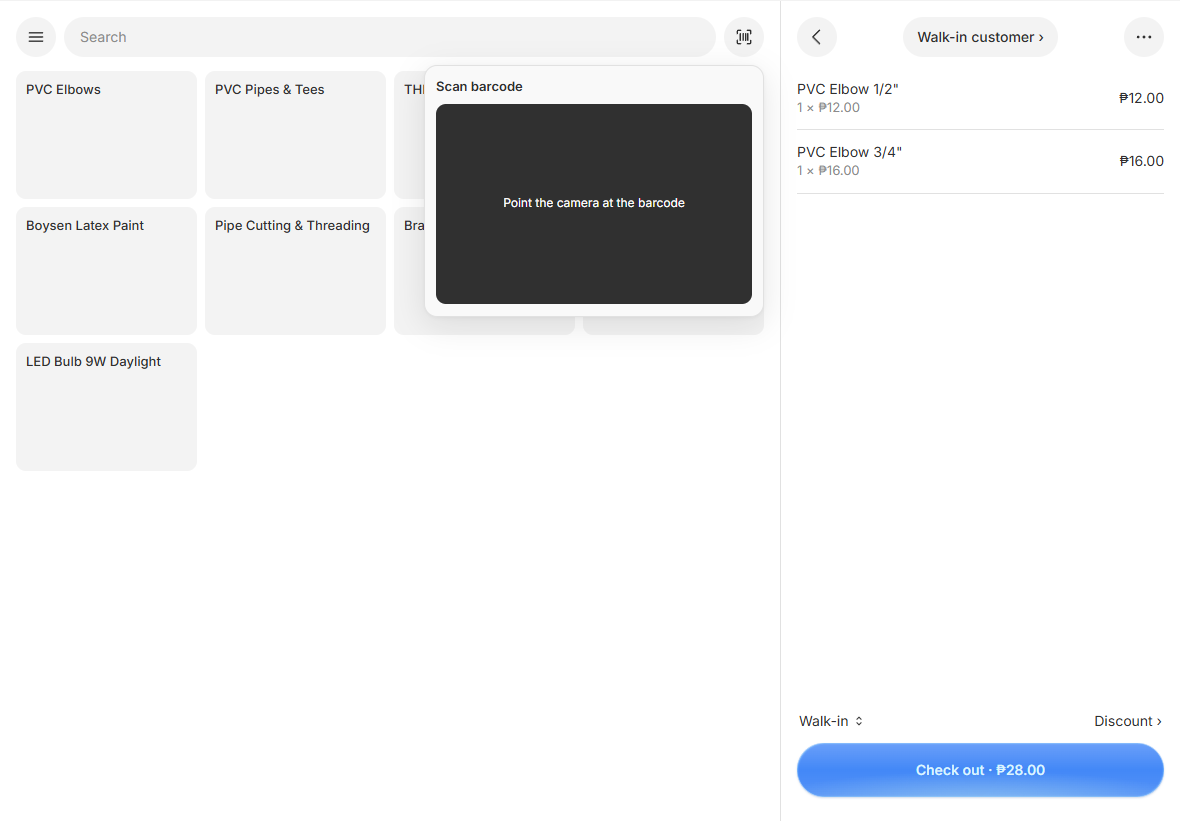 Search
Walk-in customer ›
PVC Elbows
PVC Pipes & Tees
Scan barcode
Point the camera at the barcode
Boysen Latex Paint
Pipe Cutting & Threading
LED Bulb 9W Daylight
PVC Elbow 1/2"
1 × ₱12.00
₱12.00
PVC Elbow 3/4"
1 × ₱16.00
₱16.00
Walk-in
Discount ›
Check out · ₱28.00